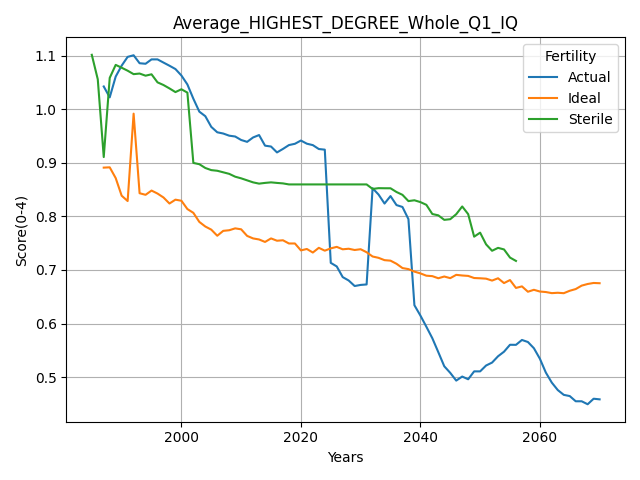 Average_HIGHEST_DEGREE_Whole_Q1_IQ
Fertility
Actual
Ideal
Sterile
Score(0-4)
1.1
1.0
0.9
0.8
0.7
0.6
0.5
2000
2020
2040
2060
Years